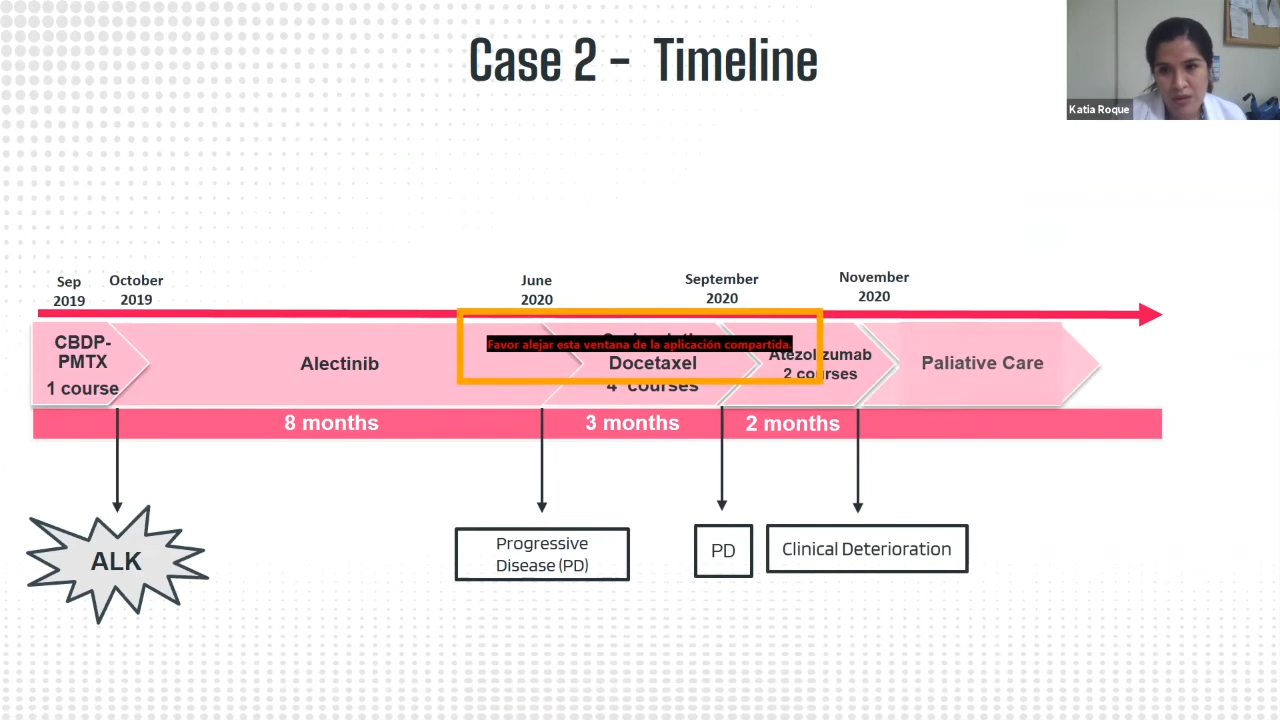 Case 2 - Timeline
Katia Roque
Sep
2019
October
2019
June
2020
September
2020
November
2020
CBDP-
PMTX
1 course
Alectinib
Favor alejar esta ventana de la aplicación compartida.
Docetaxel
4 courses
Atezolizumab
2 courses
Paliative Care
8 months
3 months
2 months
ALK
Progressive
Disease (PD)
PD
Clinical Deterioration